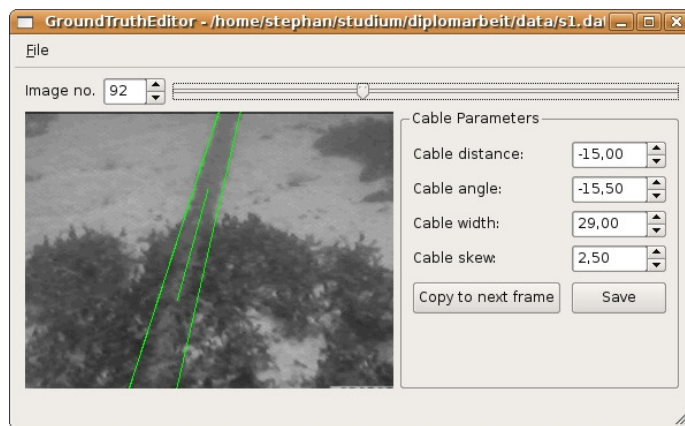 GroundTruthEditor - /home/stephan/studium/diplomarbeit/data/s1.dat
File
Image no. 92
Cable Parameters
Cable distance: -15,00
Cable angle: -15,50
Cable width: 29,00
Cable skew: 2,50
Copy to next frame Save